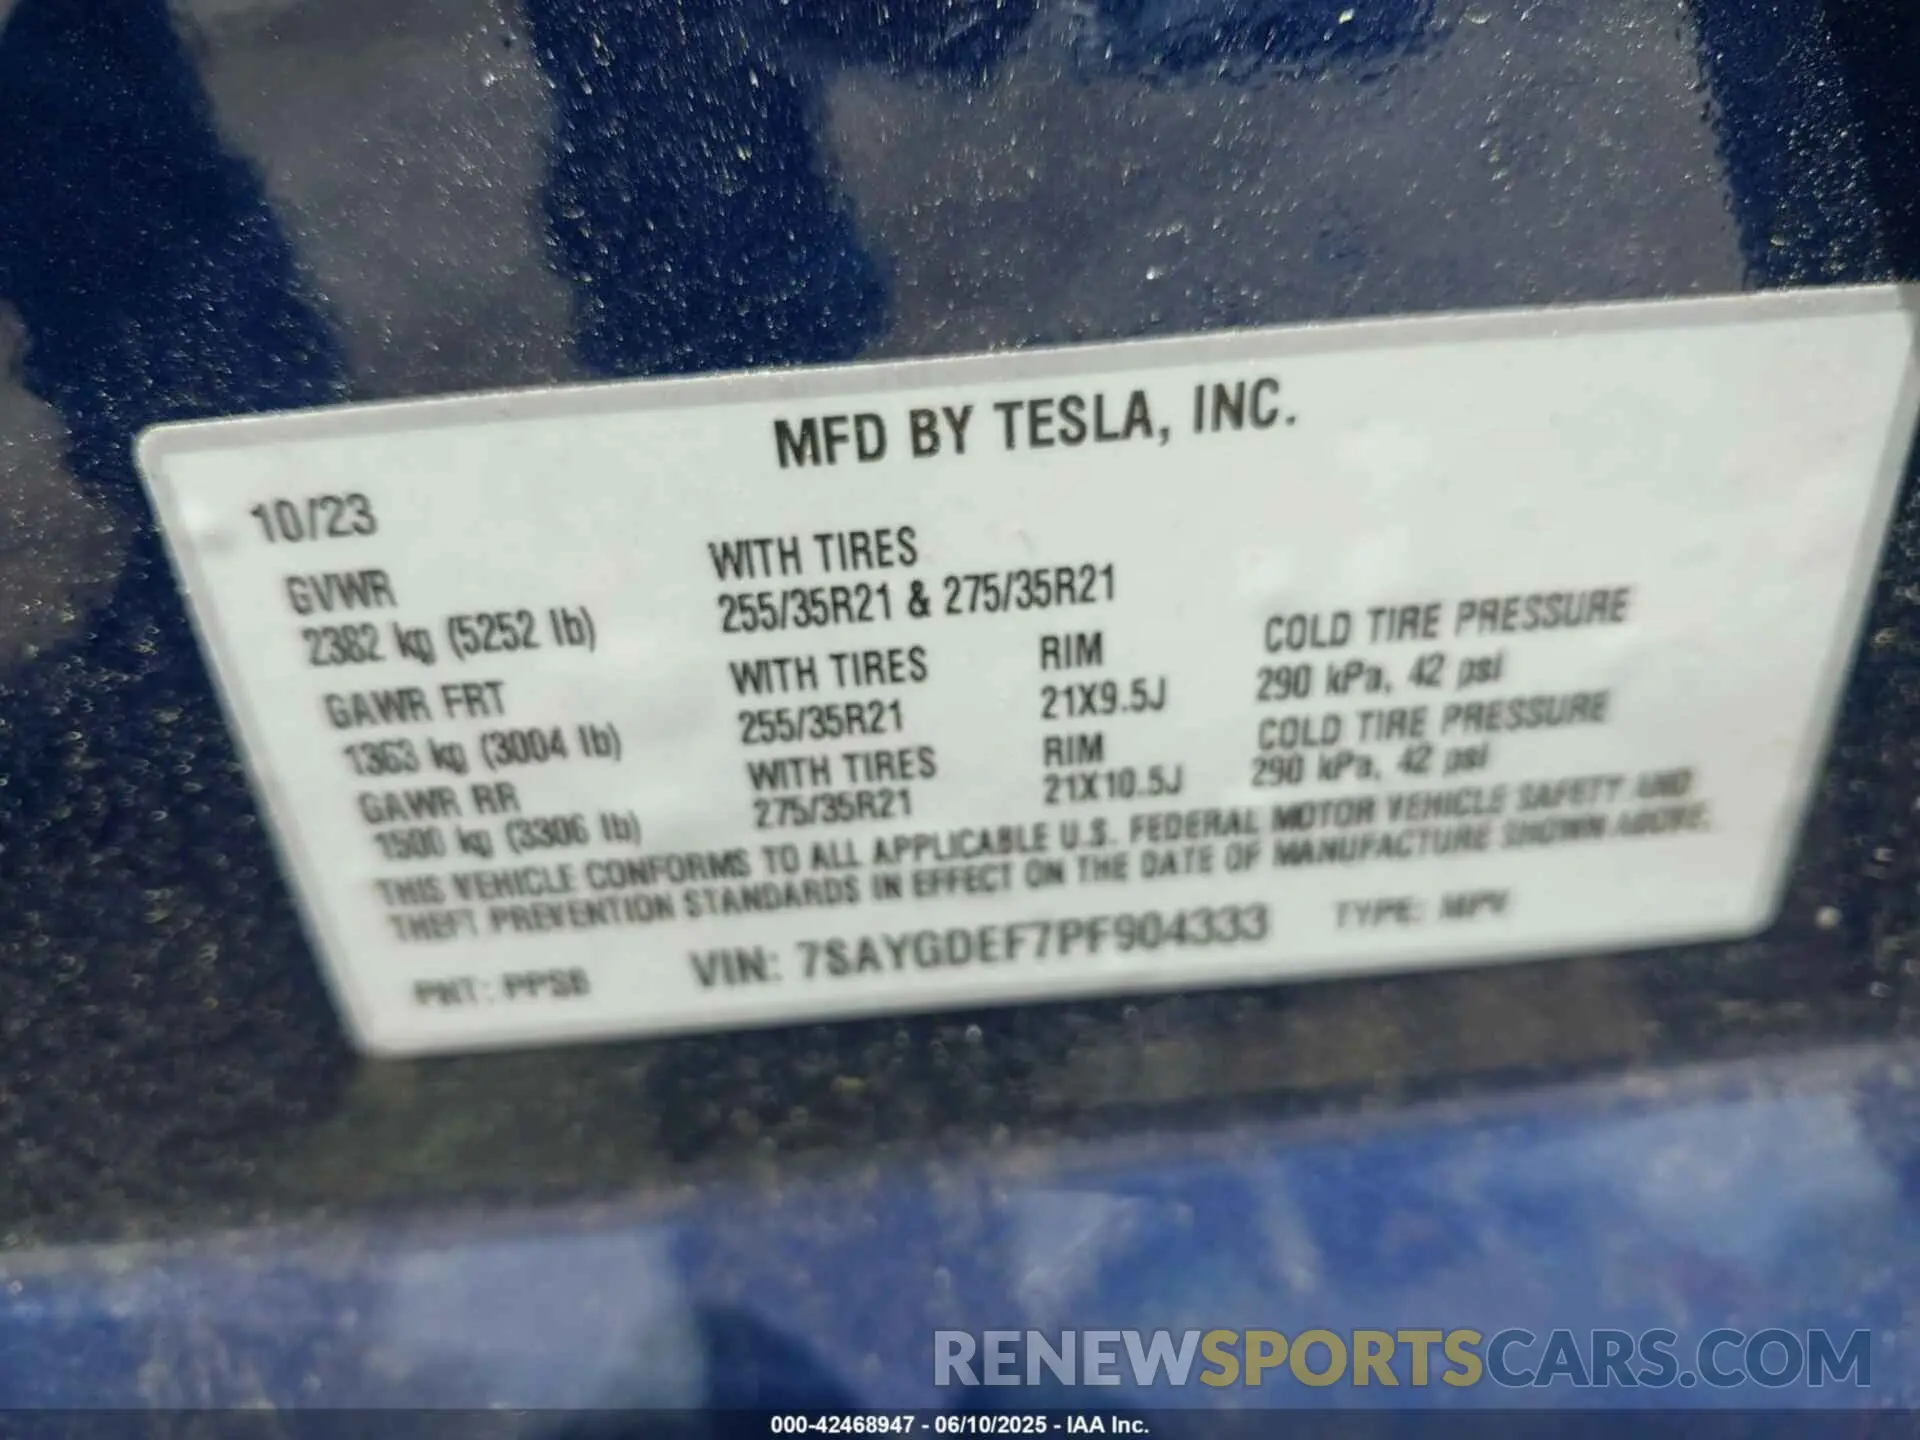 MFD BY TESLA, INC.
10/23
GVWR
2382 kg (5252 lb)
WITH TIRES
255/35R21 & 275/35R21
GAWR FRT
1363 kg (3004 lb)
WITH TIRES
255/35R21
RIM
21X9.5J
COLD TIRE PRESSURE
290 kPa, 42 psi
GAWR RR
1500 kg (3306 lb)
WITH TIRES
275/35R21
RIM
21X10.5J
COLD TIRE PRESSURE
290 kPa, 42 psi
THIS VEHICLE CONFORMS TO ALL APPLICABLE U.S. FEDERAL MOTOR VEHICLE SAFETY AND
THEFT PREVENTION STANDARDS IN EFFECT ON THE DATE OF MANUFACTURE SHOWN ABOVE.
PNT: PPSB
VIN: 7SAYGDEF7PF904333
TYPE: MPV
RENEWSPORTSCARS.COM
000-42468947 - 06/10/2025 - IAA Inc.